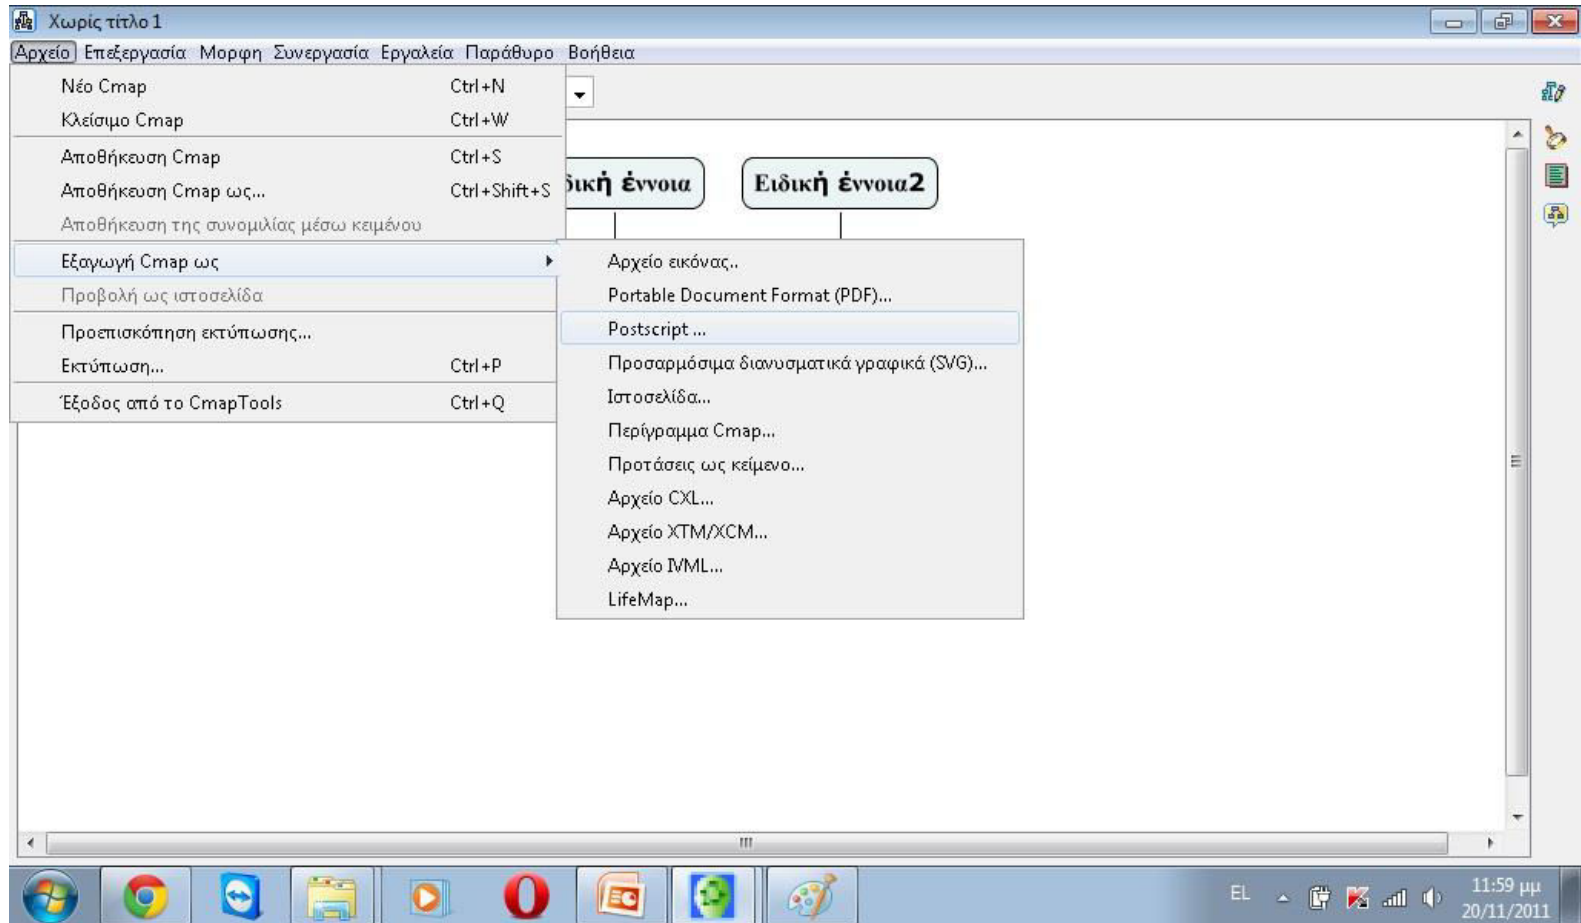 Χωρίς τίτλο 1
Αρχείο Επεξεργασία Μορφη Συνεργασία Εργαλεία Παράθυρο Βοήθεια
Νέο Cmap Ctrl+N
Κλείσιμο Cmap Ctrl+W
Αποθήκευση Cmap Ctrl+S
Αποθήκευση Cmap ως... Ctrl+Shift+S
Αποθήκευση της συνομιλίας μέσω κειμένου
Εξαγωγή Cmap ως
Προβολή ως ιστοσελίδα
Προεπισκόπηση εκτύπωσης...
Εκτύπωση... Ctrl+P
Έξοδος από το CmapTools Ctrl+Q
δική έννοια
Ειδική έννοια2
Αρχείο εικόνας..
Portable Document Format (PDF)...
Postscript ...
Προσαρμόσιμα διανυσματικά γραφικά (SVG)...
Ιστοσελίδα...
Περίγραμμα Cmap...
Προτάσεις ως κείμενο...
Αρχείο CXL...
Αρχείο XTM/XCM...
Αρχείο IVML...
LifeMap...
EL
11:59 μμ
20/11/2011